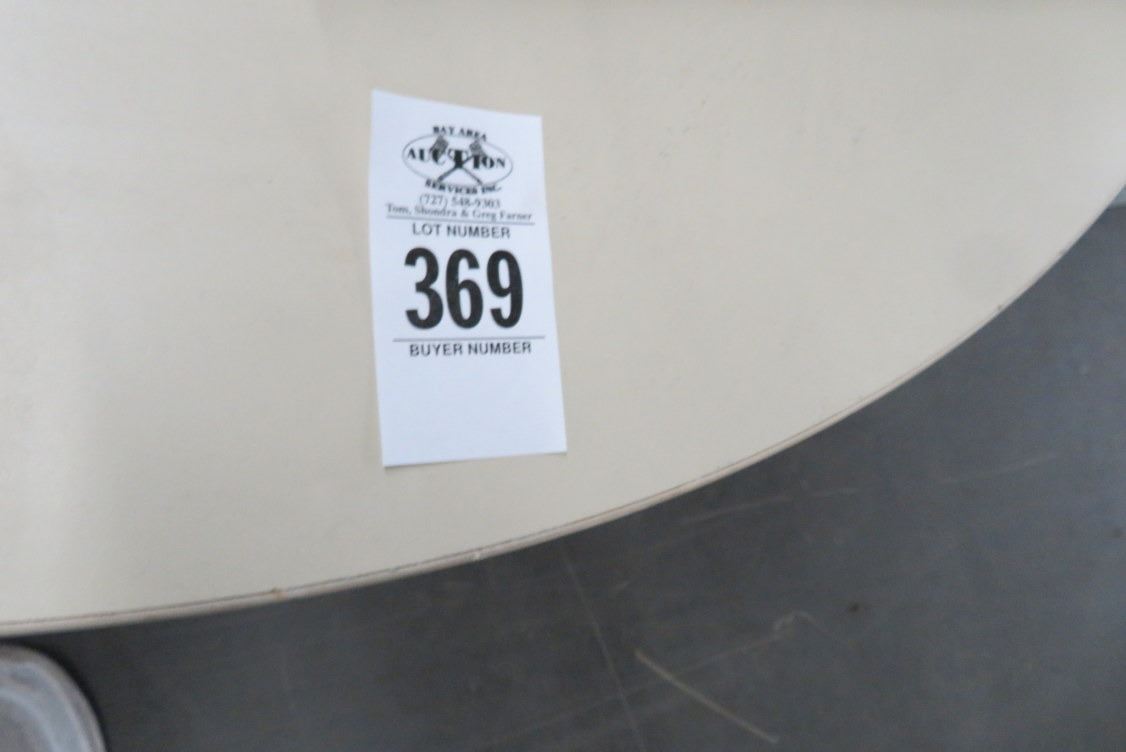 BAY AREA
AUCTION
SERVICES INC.
(727) 548-9303
Tom, Shondra & Greg Farner
LOT NUMBER
369
BUYER NUMBER